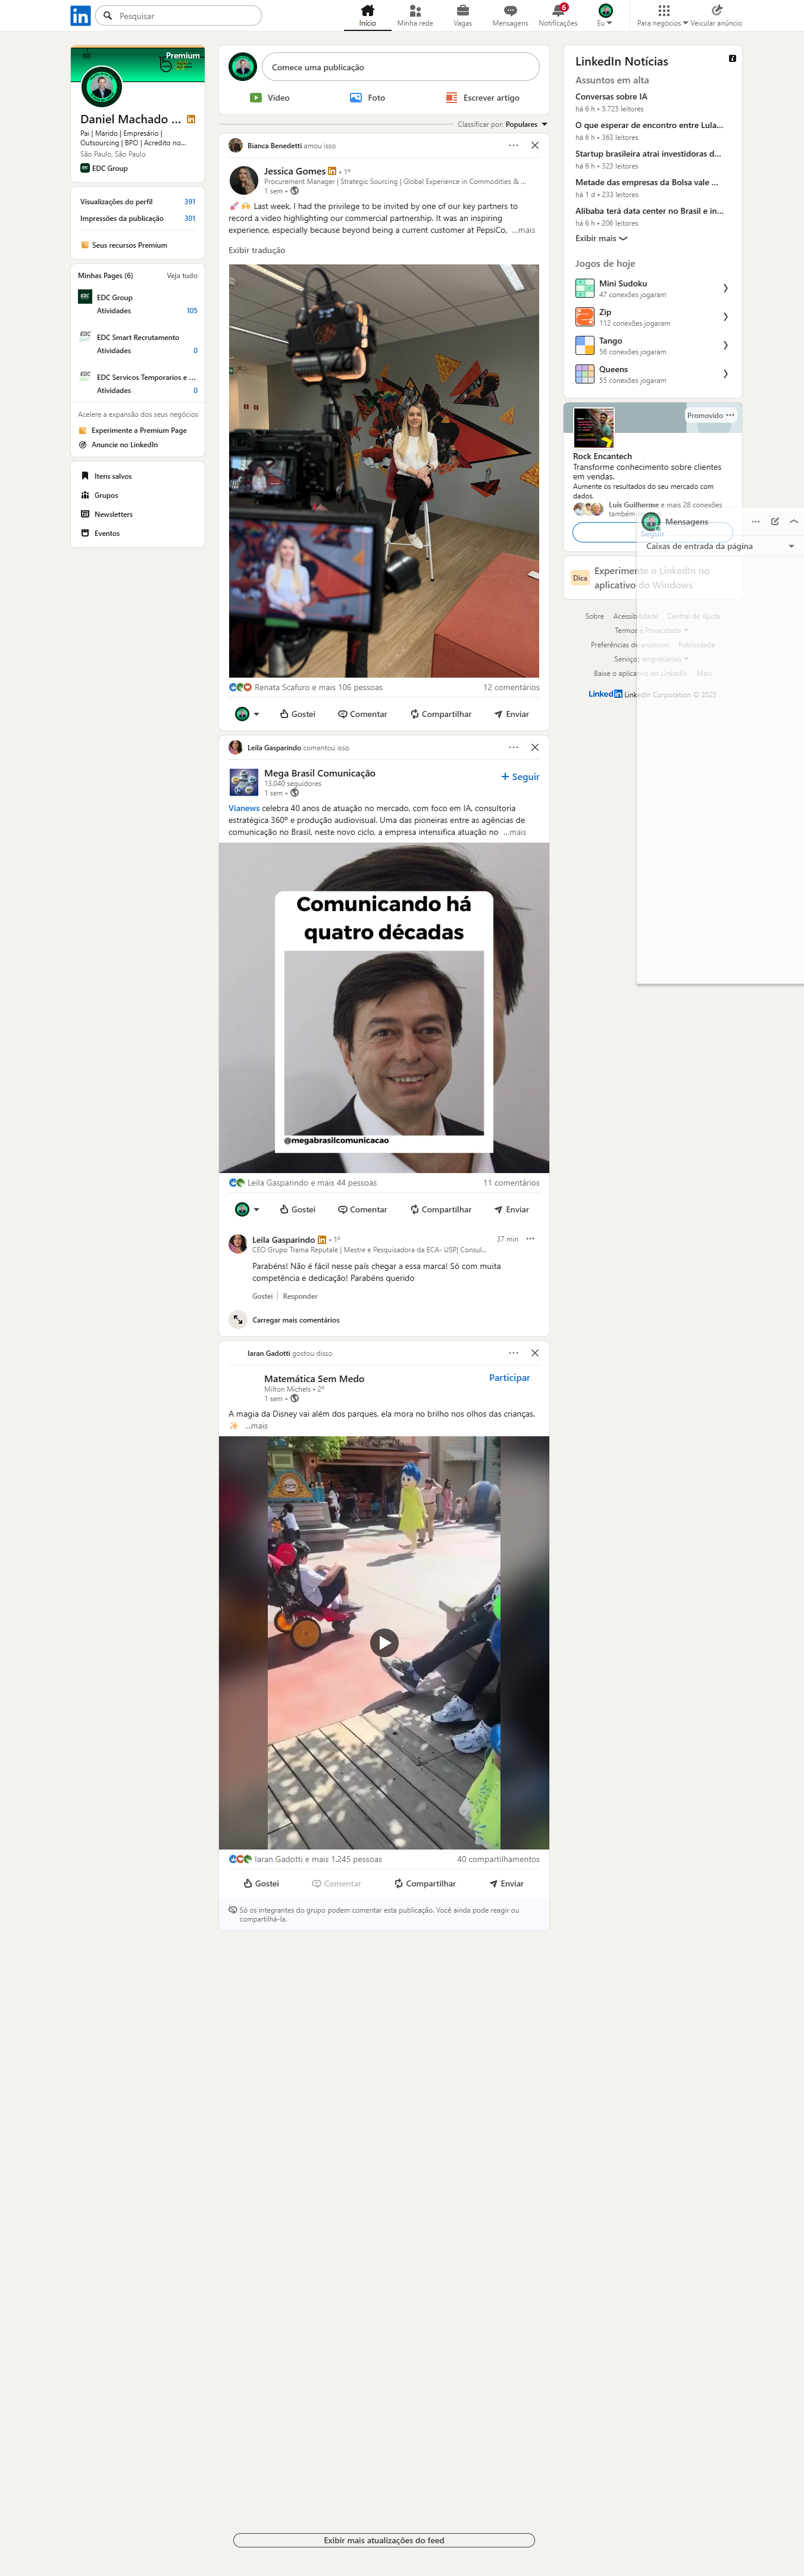 in
Pesquisar
Início
Minha rede
Vagas
Mensagens
6
Notificações
Eu
Para negócios
Veicular anúncio
Premium
Daniel Machado ...
Pai | Marido | Empresário |
Outsourcing | BPO | Acredito no...
São Paulo, São Paulo
EDC Group
Visualizações do perfil 391
Impressões da publicação 301
Seus recursos Premium
Minhas Pages (6) Veja tudo
EDC Group
Atividades 105
EDC Smart Recrutamento
Atividades 0
EDC Servicos Temporarios e ...
Atividades 0
Acelere a expansão dos seus negócios
Experimente a Premium Page
Anuncie no LinkedIn
Itens salvos
Grupos
Newsletters
Eventos
Comece uma publicação
Vídeo
Foto
Escrever artigo
Classificar por: Populares
Bianca Benedetti amou isso
Jessica Gomes • 1º
Procurement Manager | Strategic Sourcing | Global Experience in Commodities & ...
1 sem •
🚀 🙌 Last week, I had the privilege to be invited by one of our key partners to
record a video highlighting our commercial partnership. It was an inspiring
experience, especially because beyond being a current customer at PepsiCo, ...mais
Exibir tradução
Renata Scafuro e mais 106 pessoas 12 comentários
Gostei
Comentar
Compartilhar
Enviar
Leila Gasparindo comentou isso
Mega Brasil Comunicação
13.040 seguidores
1 sem •
+ Seguir
Vianews celebra 40 anos de atuação no mercado, com foco em IA, consultoria
estratégica 360º e produção audiovisual. Uma das pioneiras entre as agências de
comunicação no Brasil, neste novo ciclo, a empresa intensifica atuação no ...mais
Comunicando há
quatro décadas
@megabrasilcomunicacao
Leila Gasparindo e mais 44 pessoas 11 comentários
Gostei
Comentar
Compartilhar
Enviar
Leila Gasparindo • 1º 37 min
CEO Grupo Trama Reputale | Mestre e Pesquisadora da ECA- USP| Consul...
Parabéns! Não é fácil nesse país chegar a essa marca! Só com muita
competência e dedicação! Parabéns querido
Gostei | Responder
Carregar mais comentários
Iaran Gadotti gostou disso
Matemática Sem Medo
Milton Michels • 2º
1 sem •
Participar
A magia da Disney vai além dos parques, ela mora no brilho nos olhos das crianças.
✨ ...mais
Iaran Gadotti e mais 1.245 pessoas 40 compartilhamentos
Gostei
Comentar
Compartilhar
Enviar
Só os integrantes do grupo podem comentar esta publicação. Você ainda pode reagir ou
compartilhá-la.
Exibir mais atualizações do feed
LinkedIn Notícias
Assuntos em alta
Conversas sobre IA
há 6 h • 5.725 leitores
O que esperar de encontro entre Lula...
há 6 h • 363 leitores
Startup brasileira atrai investidoras d...
há 6 h • 323 leitores
Metade das empresas da Bolsa vale ...
há 1 d • 233 leitores
Alibaba terá data center no Brasil e in...
há 6 h • 206 leitores
Exibir mais
Jogos de hoje
Mini Sudoku
47 conexões jogaram
Zip
112 conexões jogaram
Tango
56 conexões jogaram
Queens
55 conexões jogaram
Promovido
Rock Encantech
Transforme conhecimento sobre clientes
em vendas.
Aumente os resultados do seu mercado com
dados.
Luis Guilherme e mais 28 conexões
também
Seguir
Mensagens
Caixas de entrada da página
Dica
Experimente o LinkedIn no
aplicativo do Windows
Sobre Acessibilidade Central de Ajuda
Termos e Privacidade
Preferências de anúncios Publicidade
Serviços empresariais
Baixe o aplicativo do LinkedIn Mais
LinkedIn LinkedIn Corporation © 2025